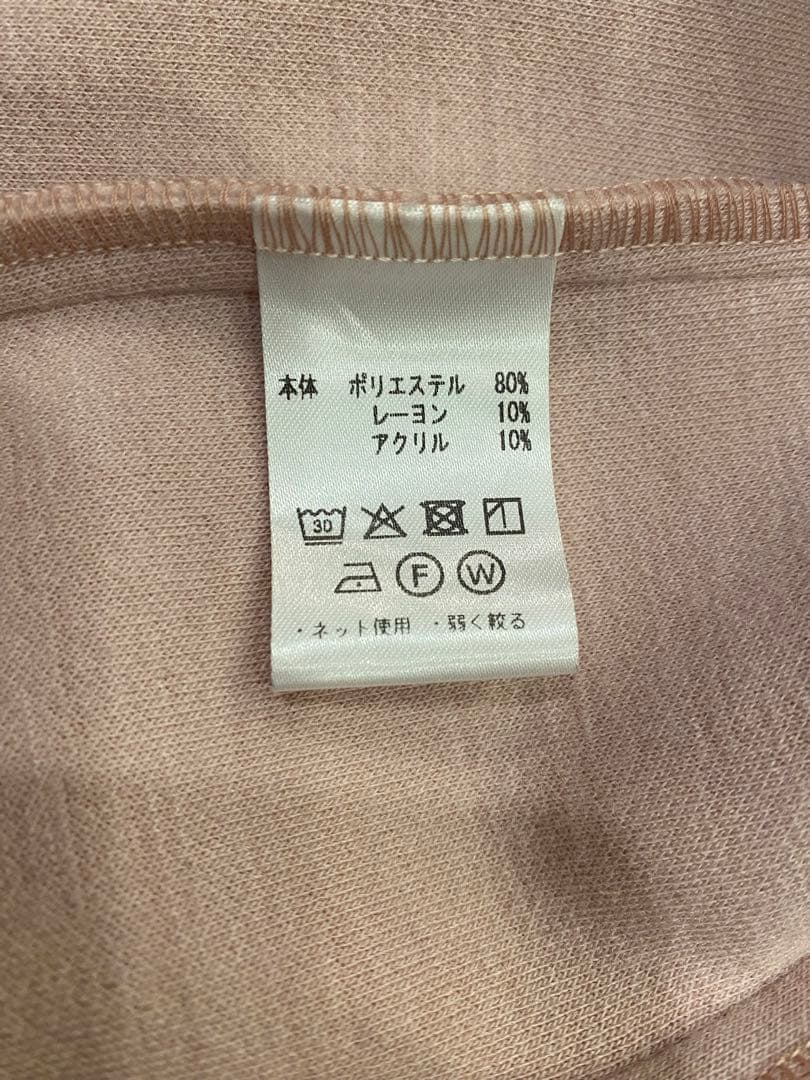 本体 ポリエステル 80%
レーヨン 10%
アクリル 10%
30
F W
・ネット使用 ・弱く絞る